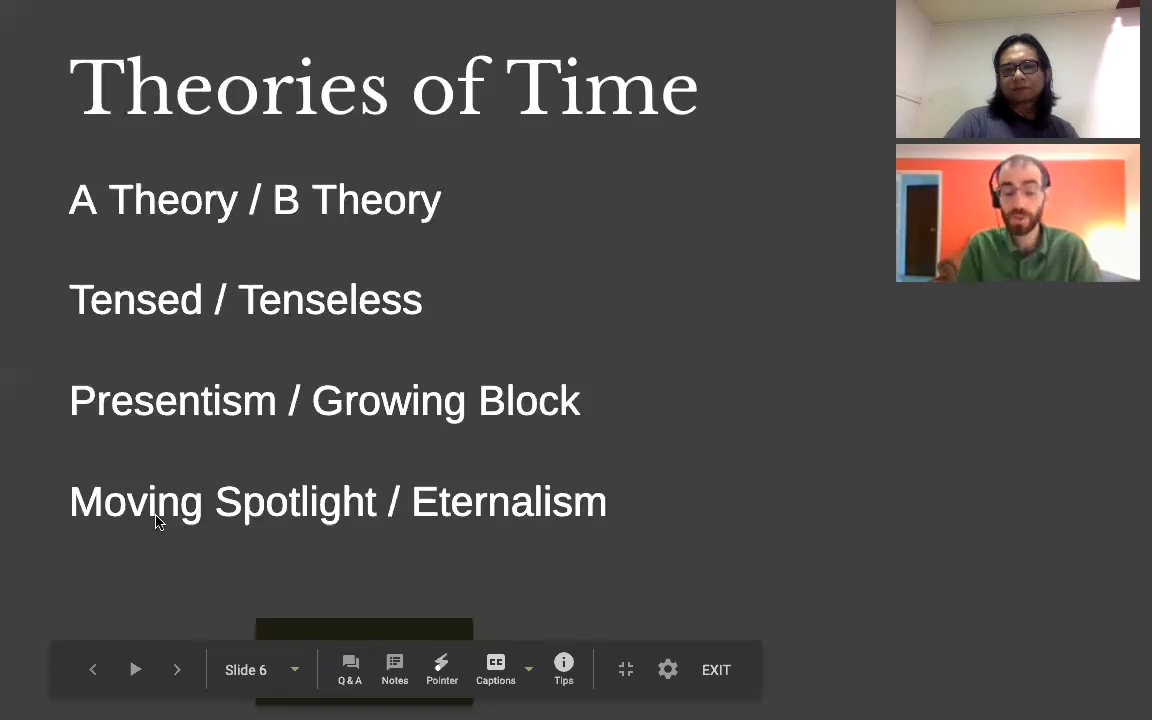 Theories of Time
A Theory / B Theory
Tensed / Tenseless
Presentism / Growing Block
Moving Spotlight / Eternalism
Slide 6
Q & A
Notes
Pointer
CC
Captions
Tips
EXIT